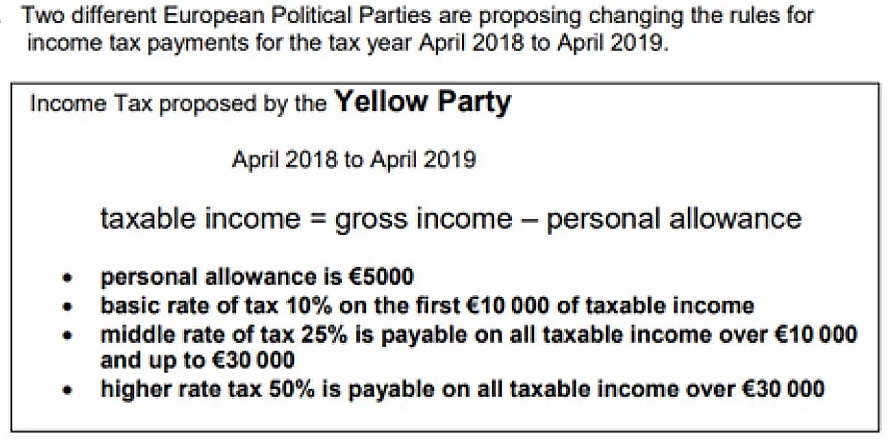 Two different European Political Parties are proposing changing the rules for
income tax payments for the tax year April 2018 to April 2019.
Income Tax proposed by the Yellow Party
April 2018 to April 2019
taxable income = gross income – personal allowance
• personal allowance is €5000
• basic rate of tax 10% on the first €10 000 of taxable income
• middle rate of tax 25% is payable on all taxable income over €10 000
and up to €30 000
• higher rate tax 50% is payable on all taxable income over €30 000